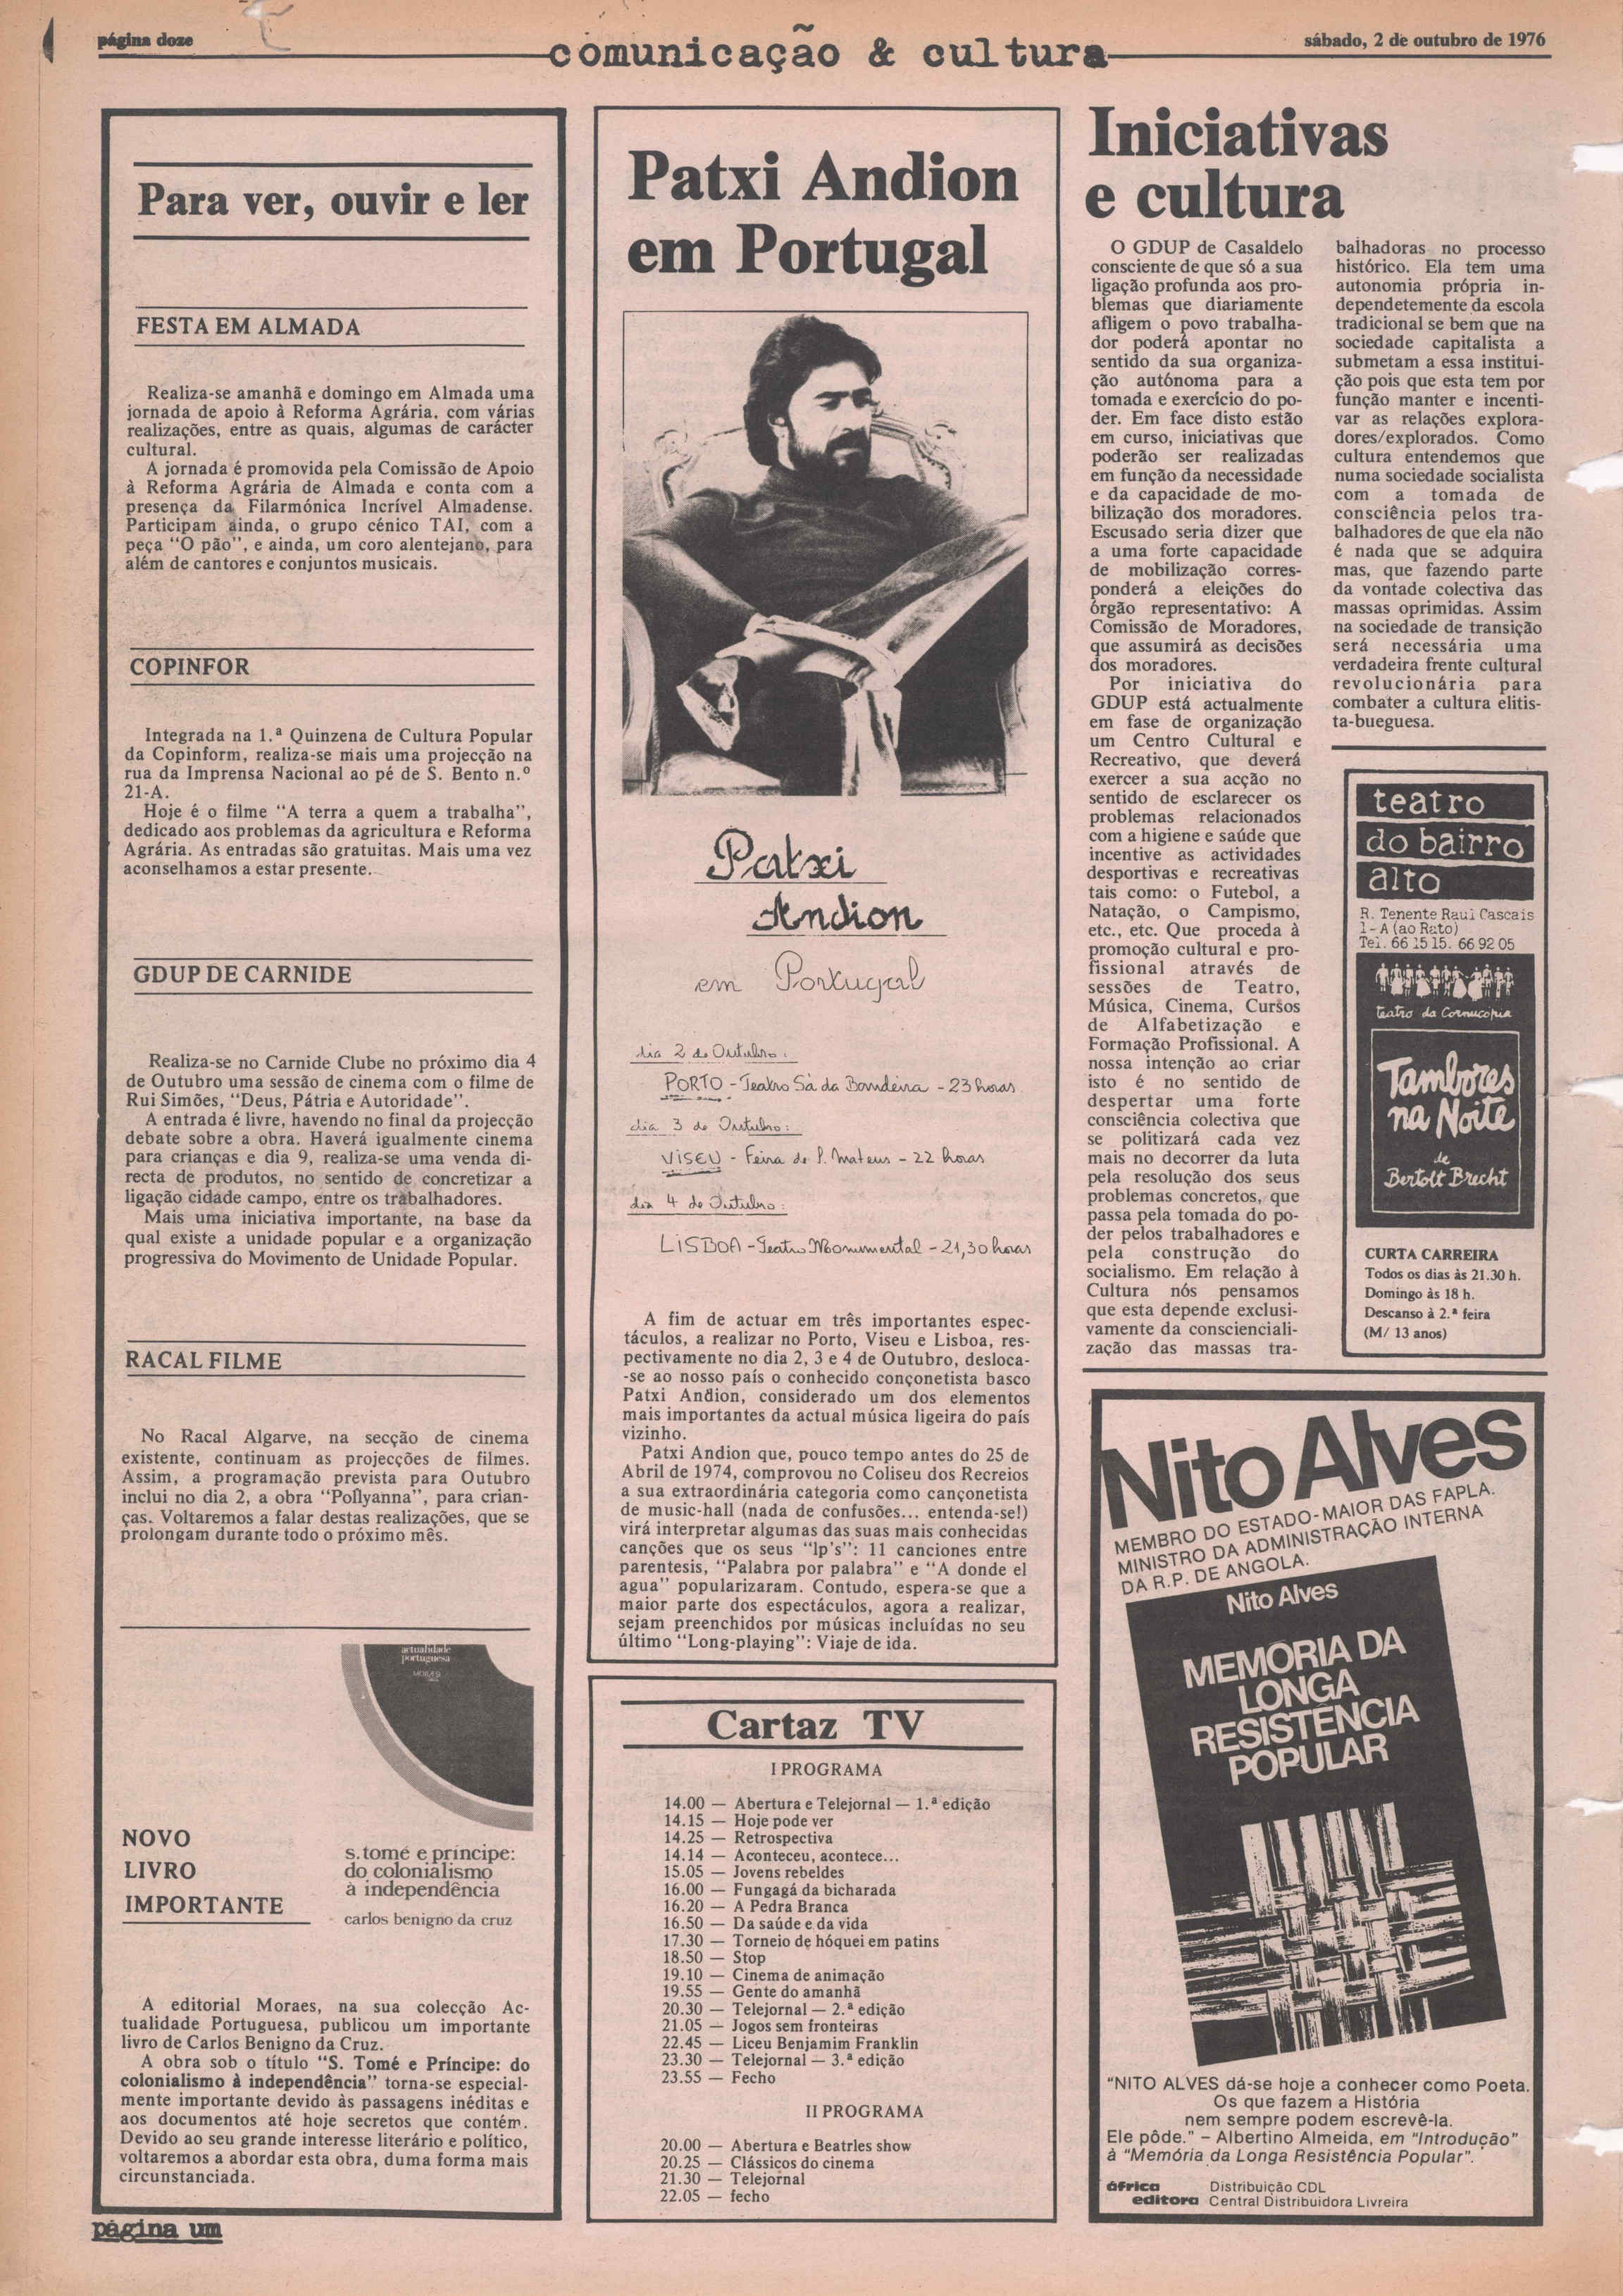 página doze
comunicação & cultura
sábado, 2 de outubro de 1976
Para ver, ouvir e ler
FESTA EM ALMADA
Realiza-se amanhã e domingo em Almada uma
jornada de apoio à Reforma Agrária, com várias
realizações, entre as quais, algumas de carácter
cultural.
A jornada é promovida pela Comissão de Apoio
à Reforma Agrária de Almada e conta com a
presença da Filarmónica Incrível Almadense.
Participam ainda, o grupo cénico TAI, com a
peça "O pão", e ainda, um coro alentejano, para
além de cantores e conjuntos musicais.
COPINFOR
Integrada na 1.ª Quinzena de Cultura Popular
da Copinform, realiza-se mais uma projecção na
rua da Imprensa Nacional ao pé de S. Bento n.º
21-A.
Hoje é o filme "A terra a quem a trabalha",
dedicado aos problemas da agricultura e Reforma
Agrária. As entradas são gratuitas. Mais uma vez
aconselhamos a estar presente.
GDUP DE CARNIDE
Realiza-se no Carnide Clube no próximo dia 4
de Outubro uma sessão de cinema com o filme de
Rui Simões, "Deus, Pátria e Autoridade".
A entrada é livre, havendo no final da projecção
debate sobre a obra. Haverá igualmente cinema
para crianças e dia 9, realiza-se uma venda di-
recta de produtos, no sentido de concretizar a
ligação cidade campo, entre os trabalhadores.
Mais uma iniciativa importante, na base da
qual existe a unidade popular e a organização
progressiva do Movimento de Unidade Popular.
RACAL FILME
No Racal Algarve, na secção de cinema
existente, continuam as projecções de filmes.
Assim, a programação prevista para Outubro
inclui no dia 2, a obra "Pollyanna", para crian-
ças. Voltaremos a falar destas realizações, que se
prolongam durante todo o próximo mês.
actualidade
portuguesa
MORAES
NOVO
LIVRO
IMPORTANTE
s. tomé e príncipe:
do colonialismo
à independência
carlos benigno da cruz
A editorial Moraes, na sua colecção Ac-
tualidade Portuguesa, publicou um importante
livro de Carlos Benigno da Cruz.
A obra sob o título "S. Tomé e Príncipe: do
colonialismo à independência" torna-se especial-
mente importante devido às passagens inéditas e
aos documentos até hoje secretos que contém.
Devido ao seu grande interesse literário e político,
voltaremos a abordar esta obra, duma forma mais
circunstanciada.
página um
Patxi Andion
em Portugal
Patxi
Andion
em Portugal
dia 2 de Outubro:
PORTO - Teatro Sá da Bandeira - 23 horas
dia 3 de Outubro:
VISEU - Feira de S. Mateus - 22 horas
dia 4 de Outubro:
LISBOA - Teatro Monumental - 21,30 horas
A fim de actuar em três importantes espec-
táculos, a realizar no Porto, Viseu e Lisboa, res-
pectivamente no dia 2, 3 e 4 de Outubro, desloca-
-se ao nosso país o conhecido conçonetista basco
Patxi Andion, considerado um dos elementos
mais importantes da actual música ligeira do país
vizinho.
Patxi Andion que, pouco tempo antes do 25 de
Abril de 1974, comprovou no Coliseu dos Recreios
a sua extraordinária categoria como cançonetista
de music-hall (nada de confusões... entenda-se!)
virá interpretar algumas das suas mais conhecidas
canções que os seus "lp's": 11 canciones entre
parentesis, "Palabra por palabra" e "A donde el
agua" popularizaram. Contudo, espera-se que a
maior parte dos espectáculos, agora a realizar,
sejam preenchidos por músicas incluídas no seu
último "Long-playing": Viaje de ida.
Cartaz TV
I PROGRAMA
14.00 — Abertura e Telejornal — 1.ª edição
14.15 — Hoje pode ver
14.25 — Retrospectiva
14.14 — Aconteceu, acontece...
15.05 — Jovens rebeldes
16.00 — Fungagá da bicharada
16.20 — A Pedra Branca
16.50 — Da saúde e da vida
17.30 — Torneio de hóquei em patins
18.50 — Stop
19.10 — Cinema de animação
19.55 — Gente do amanhã
20.30 — Telejornal — 2.ª edição
21.05 — Jogos sem fronteiras
22.45 — Liceu Benjamim Franklin
23.30 — Telejornal — 3.ª edição
23.55 — Fecho
II PROGRAMA
20.00 — Abertura e Beatrles show
20.25 — Clássicos do cinema
21.30 — Telejornal
22.05 — fecho
Iniciativas
e cultura
O GDUP de Casaldelo
consciente de que só a sua
ligação profunda aos pro-
blemas que diariamente
afligem o povo trabalha-
dor poderá apontar no
sentido da sua organiza-
ção autónoma para a
tomada e exercício do po-
der. Em face disto estão
em curso, iniciativas que
poderão ser realizadas
em função da necessidade
e da capacidade de mo-
bilização dos moradores.
Escusado seria dizer que
a uma forte capacidade
de mobilização corres-
ponderá a eleições do
órgão representativo: A
Comissão de Moradores,
que assumirá as decisões
dos moradores.
Por iniciativa do
GDUP está actualmente
em fase de organização
um Centro Cultural e
Recreativo, que deverá
exercer a sua acção no
sentido de esclarecer os
problemas relacionados
com a higiene e saúde que
incentive as actividades
desportivas e recreativas
tais como: o Futebol, a
Natação, o Campismo,
etc., etc. Que proceda à
promoção cultural e pro-
fissional através de
sessões de Teatro,
Música, Cinema, Cursos
de Alfabetização e
Formação Profissional. A
nossa intenção ao criar
isto é no sentido de
despertar uma forte
consciência colectiva que
se politizará cada vez
mais no decorrer da luta
pela resolução dos seus
problemas concretos, que
passa pela tomada do po-
der pelos trabalhadores e
pela construção do
socialismo. Em relação à
Cultura nós pensamos
que esta depende exclusi-
vamente da conscienciali-
zação das massas tra-
balhadoras no processo
histórico. Ela tem uma
autonomia própria in-
dependetemente da escola
tradicional se bem que na
sociedade capitalista a
submetam a essa institui-
ção pois que esta tem por
função manter e incenti-
var as relações explora-
dores/explorados. Como
cultura entendemos que
numa sociedade socialista
com a tomada de
consciência pelos tra-
balhadores de que ela não
é nada que se adquira
mas, que fazendo parte
da vontade colectiva das
massas oprimidas. Assim
na sociedade de transição
será necessária uma
verdadeira frente cultural
revolucionária para
combater a cultura elitis-
ta-bueguesa.
teatro
do bairro
alto
R. Tenente Raul Cascais
1-A (ao Rato)
Tel. 66 15 15. 66 92 05
teatro da Cornucópia
Tambores
na Noite
de
Bertolt Brecht
CURTA CARREIRA
Todos os dias às 21.30 h.
Domingo às 18 h.
Descanso à 2.ª feira
(M/ 13 anos)
Nito Alves
MEMBRO DO ESTADO-MAIOR DAS FAPLA.
MINISTRO DA ADMINISTRAÇÃO INTERNA
DA R.P. DE ANGOLA.
Nito Alves
MEMÓRIA DA
LONGA
RESISTÊNCIA
POPULAR
"NITO ALVES dá-se hoje a conhecer como Poeta.
Os que fazem a História
nem sempre podem escrevê-la.
Ele pôde." – Albertino Almeida, em "Introdução"
à "Memória da Longa Resistência Popular".
áfrica
editora
Distribuição CDL
Central Distribuidora Livreira